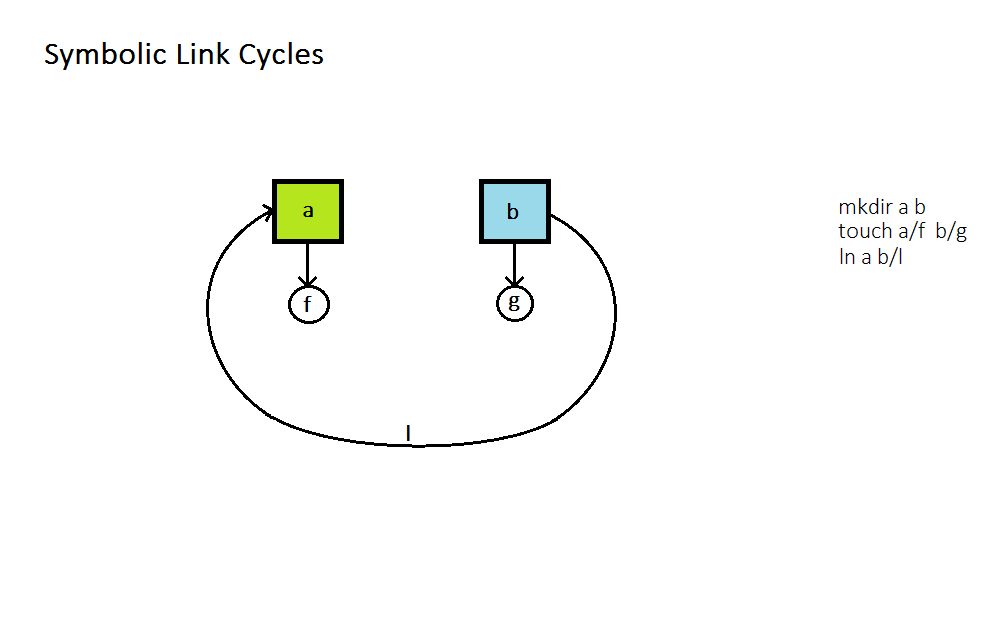 Symbolic Link Cycles
a
b
f
g
l
mkdir a b
touch a/f b/g
ln a b/l